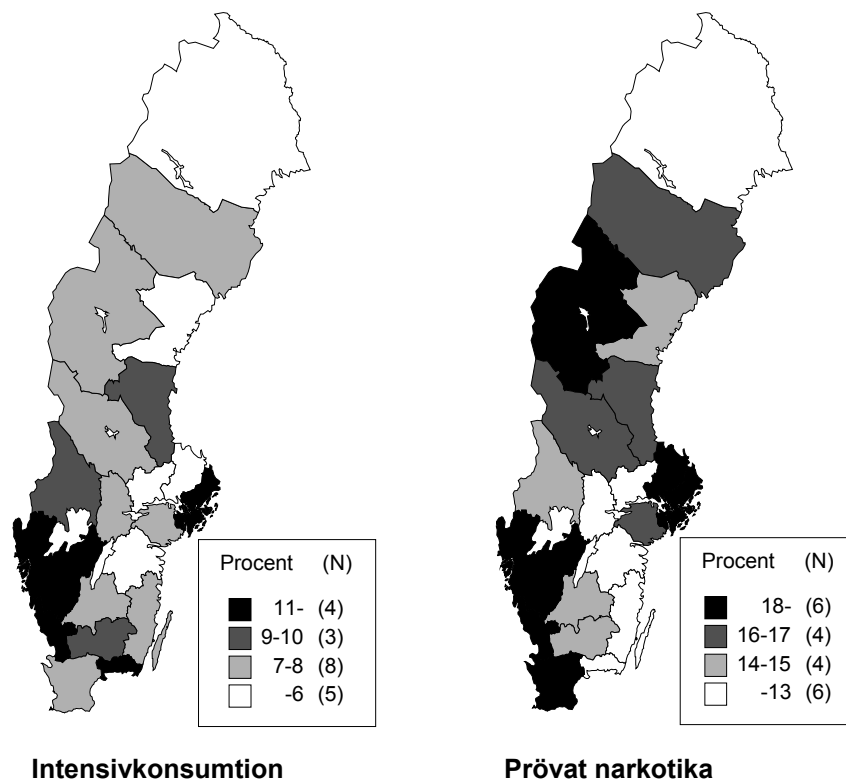 Procent (N)
11- (4)
9-10 (3)
7-8 (8)
-6 (5)
Intensivkonsumtion
Procent (N)
18- (6)
16-17 (4)
14-15 (4)
-13 (6)
Prövat narkotika